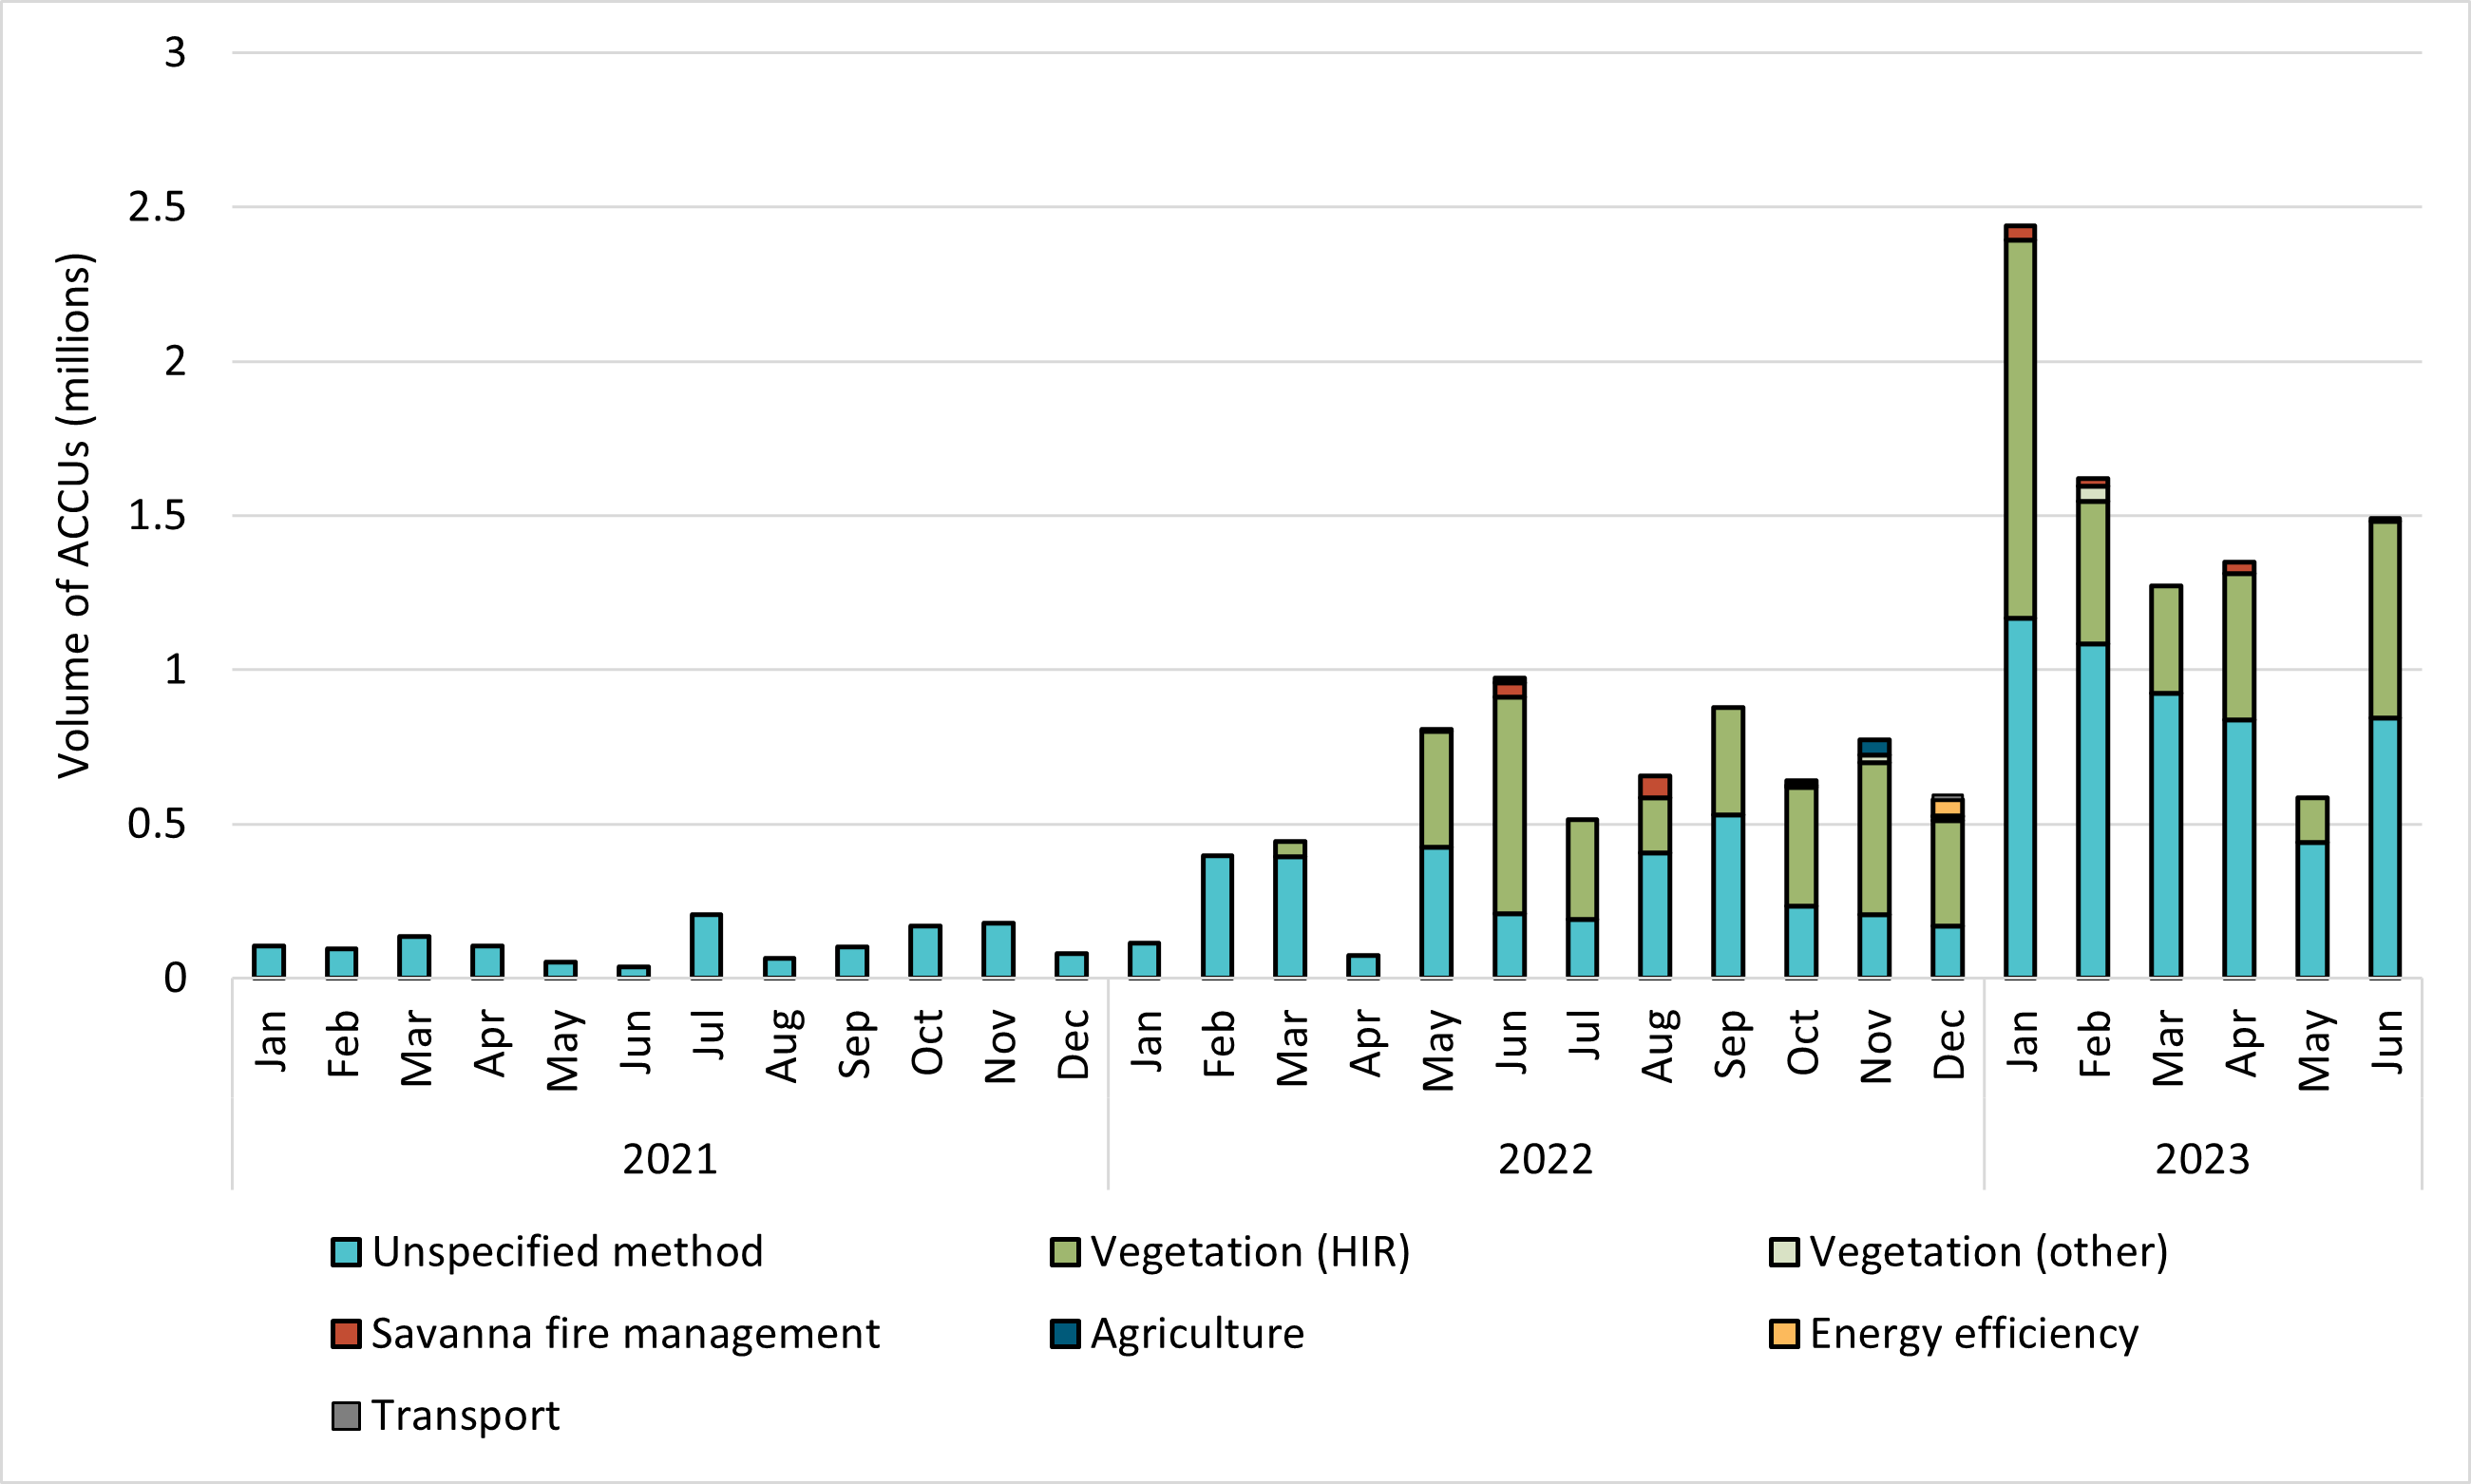 3
2.5
2
1.5
1
0.5
0
Volume of ACCUs (millions)
Jan Feb Mar Apr May Jun Jul Aug Sep Oct Nov Dec Jan Feb Mar Apr May Jun Jul Aug Sep Oct Nov Dec Jan Feb Mar Apr May Jun
2021 2022 2023
Unspecified method Vegetation (HIR) Vegetation (other)
Savanna fire management Agriculture Energy efficiency
Transport